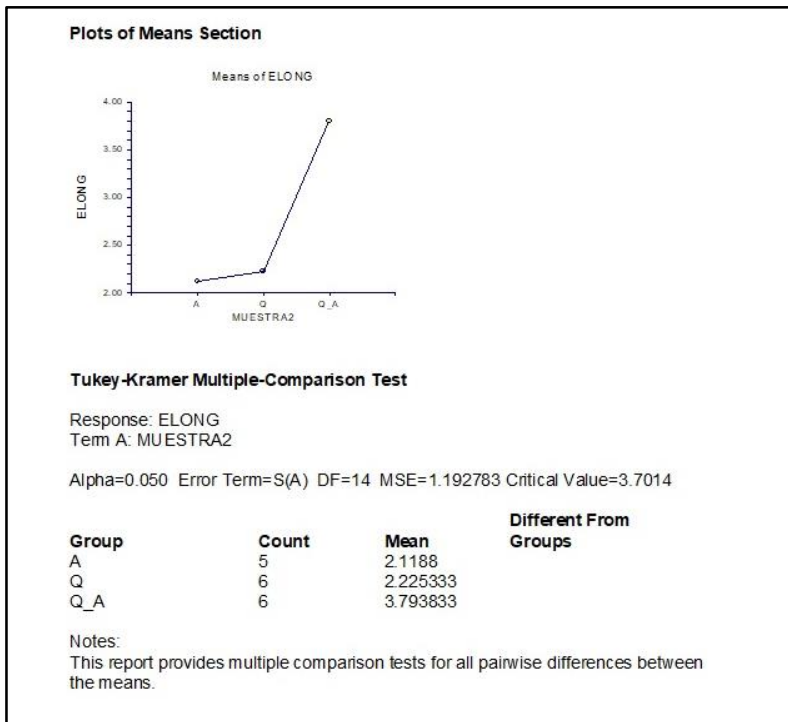 Plots of Means Section
Means of ELONG
4.00
3.50
3.00
2.50
2.00
ELONG
A Q Q_A
MUESTRA2
Tukey-Kramer Multiple-Comparison Test
Response: ELONG
Term A: MUESTRA2
Alpha=0.050 Error Term=S(A) DF=14 MSE=1.192783 Critical Value=3.7014
Different From
Group Count Mean Groups
A 5 2.1188
Q 6 2.225333
Q_A 6 3.793833
Notes:
This report provides multiple comparison tests for all pairwise differences between
the means.